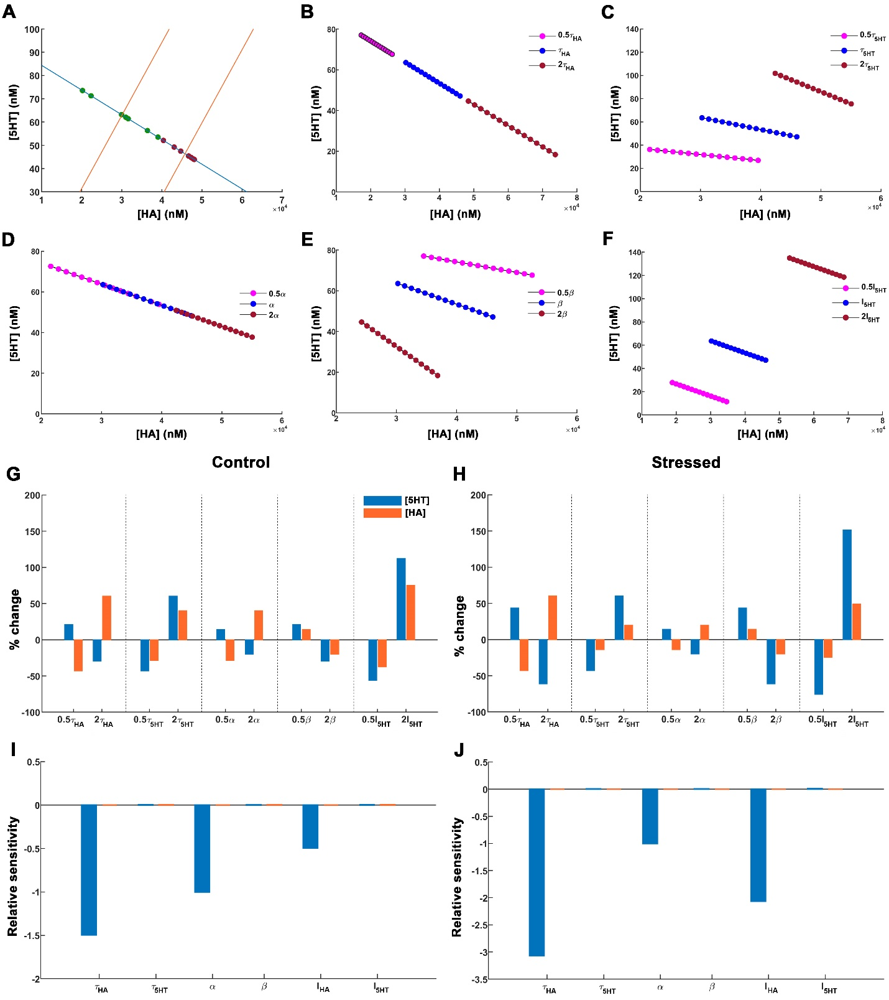 A
100
90
80
70
60
50
40
30
1
2
3
4
5
6
7
×10⁴
[5HT] (nM)
[HA] (nM)
B
80
60
40
20
0
1
2
3
4
5
6
7
8
×10⁴
[5HT] (nM)
[HA] (nM)
0.5τHA
τHA
2τHA
C
140
120
100
80
60
40
20
0
2
3
4
5
6
×10⁴
[5HT] (nM)
[HA] (nM)
0.5τ5HT
τ5HT
2τ5HT
D
80
60
40
20
0
2
3
4
5
6
×10⁴
[5HT] (nM)
[HA] (nM)
0.5α
α
2α
E
80
60
40
20
0
2
3
4
5
6
×10⁴
[5HT] (nM)
[HA] (nM)
0.5β
β
2β
F
140
120
100
80
60
40
20
0
1
2
3
4
5
6
7
8
×10⁴
[5HT] (nM)
[HA] (nM)
0.5I5HT
I5HT
2I5HT
Control
G
200
150
100
50
0
-50
-100
% change
[5HT]
[HA]
0.5τHA 2τHA 0.5τ5HT 2τ5HT 0.5α 2α 0.5β 2β 0.5I5HT 2I5HT
Stressed
H
200
150
100
50
0
-50
-100
% change
0.5τHA 2τHA 0.5τ5HT 2τ5HT 0.5α 2α 0.5β 2β 0.5I5HT 2I5HT
I
0.5
0
-0.5
-1
-1.5
-2
Relative sensitivity
τHA τ5HT α β IHA I5HT
J
0.5
0
-0.5
-1
-1.5
-2
-2.5
-3
-3.5
Relative sensitivity
τHA τ5HT α β IHA I5HT